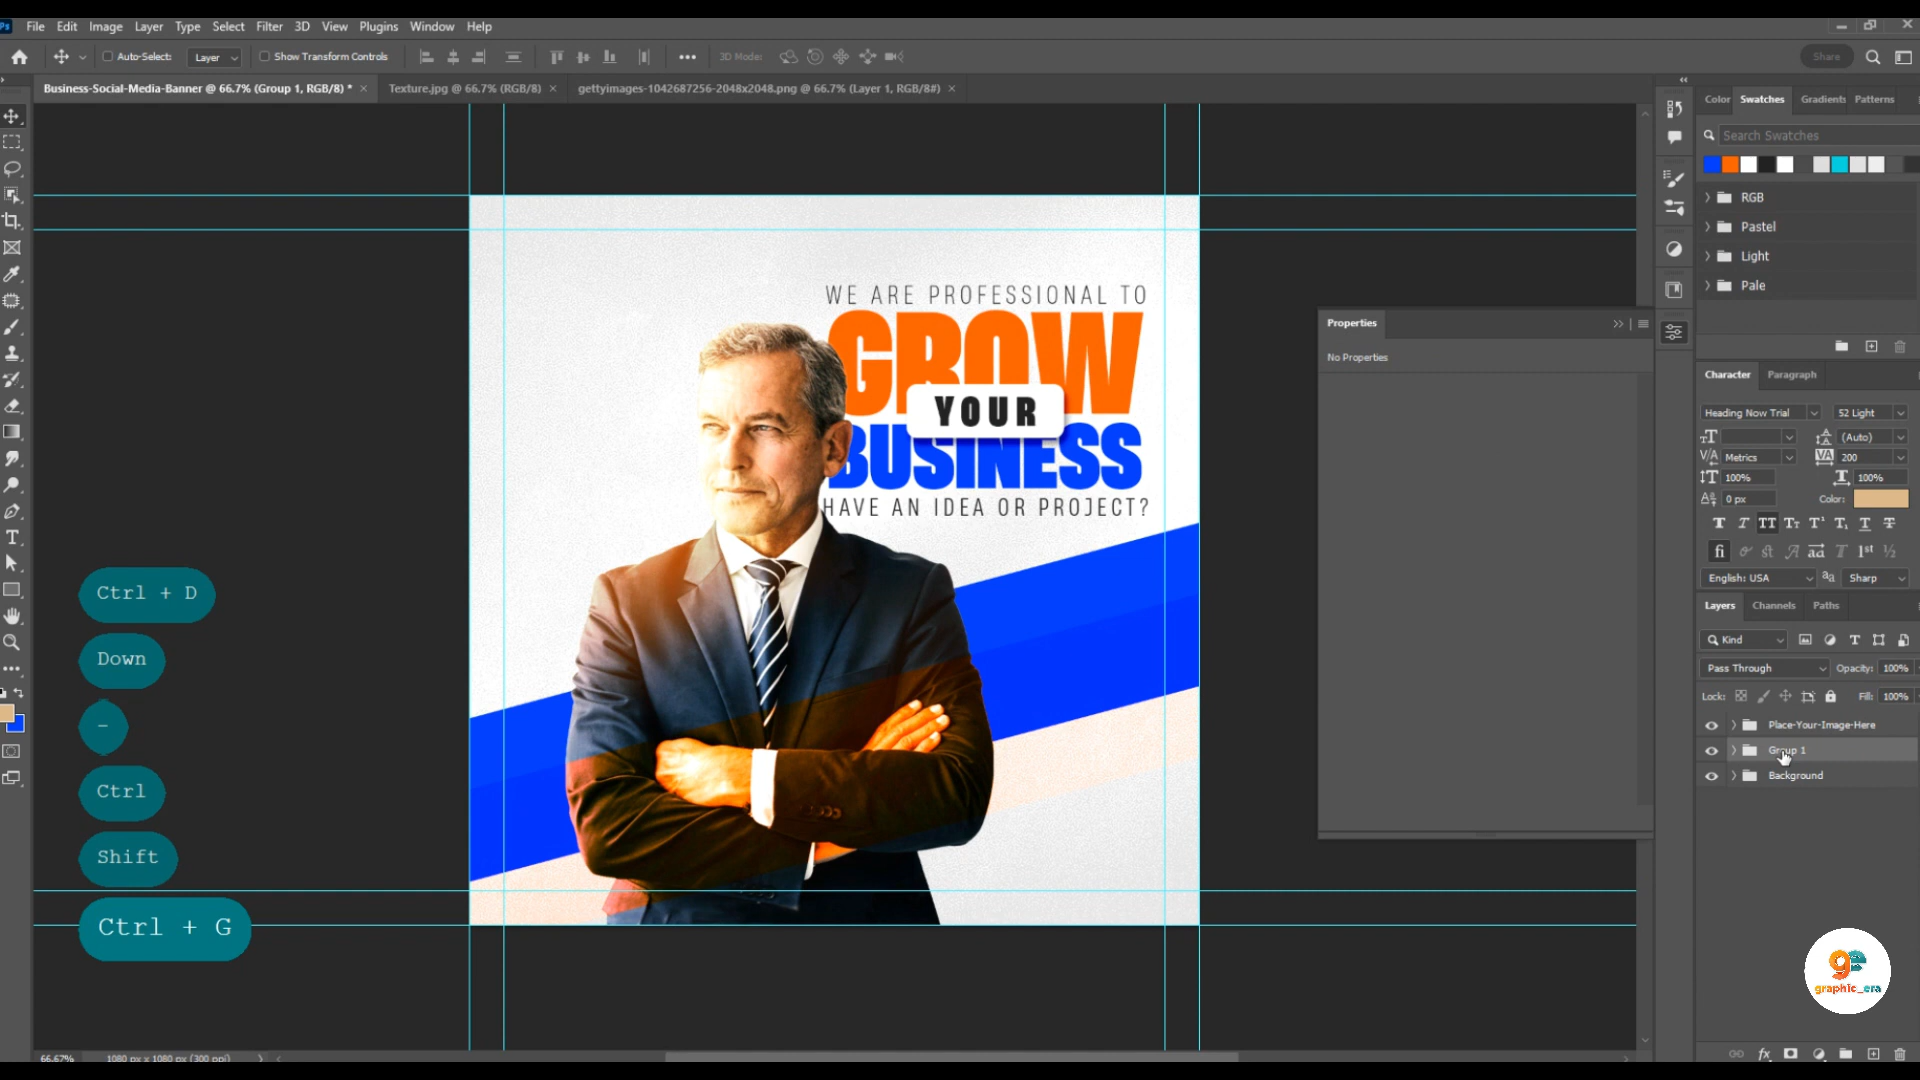 Ps File Edit Image Layer Type Select Filter 3D View Plugins Window Help
Auto-Select: Layer Show Transform Controls ••• 3D Mode: Share
Business-Social-Media-Banner @ 66.7% (Group 1, RGB/8) * × Texture.jpg @ 66.7% (RGB/8) × gettyimages-1042687256-2048x2048.png @ 66.7% (Layer 1, RGB/8#) ×
Color Swatches Gradients Patterns
Search Swatches
RGB
Pastel
Light
Pale
WE ARE PROFESSIONAL TO
GROW
YOUR
BUSINESS
HAVE AN IDEA OR PROJECT?
Properties
No Properties
Character Paragraph
Heading Now Trial 52 Light
(Auto)
Metrics 200
100% 100%
0 px Color:
English: USA aa Sharp
Layers Channels Paths
Kind
Pass Through Opacity: 100%
Lock: Fill: 100%
Place-Your-Image-Here
Group 1
Background
Ctrl + D
Down
-
Ctrl
Shift
Ctrl + G
ge
graphic_era
66.67% 1080 px x 1080 px (300 ppi)